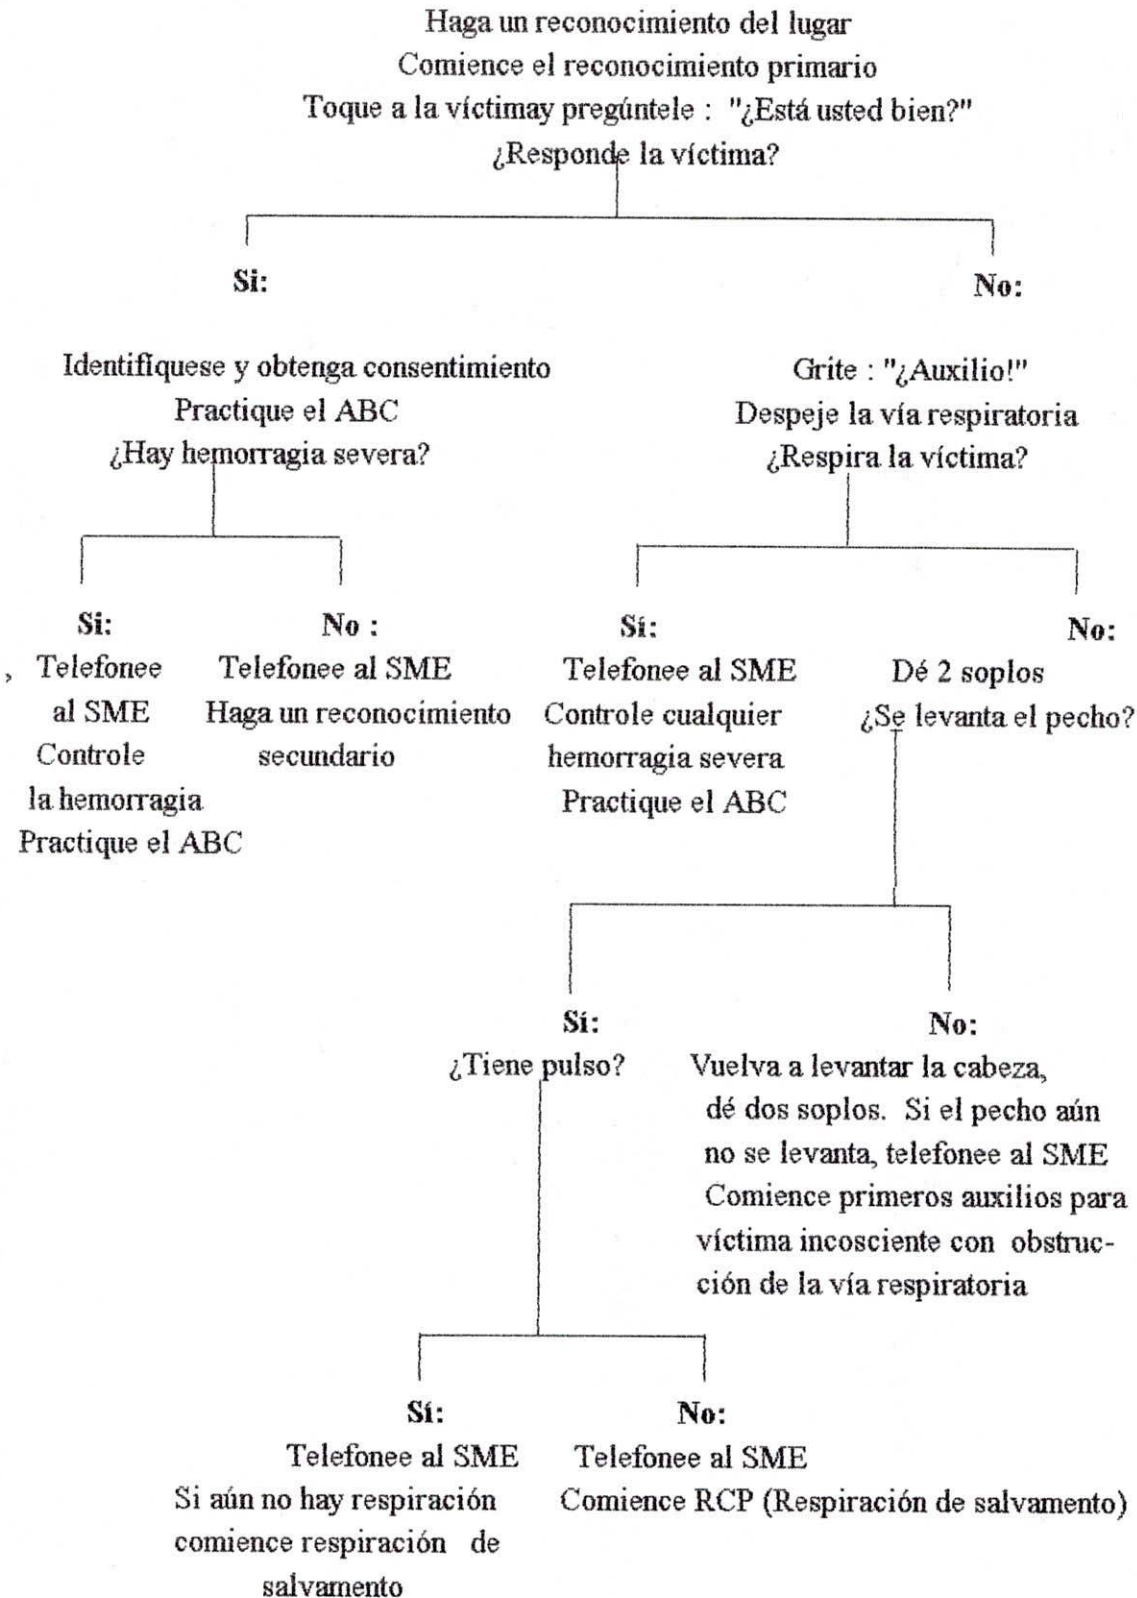 Haga un reconocimiento del lugar
Comience el reconocimiento primario
Toque a la víctimay pregúntele : "¿Está usted bien?"
¿Responde la víctima?
Si:
No:
Identifíquese y obtenga consentimiento
Practique el ABC
¿Hay hemorragia severa?
Grite : "¿Auxilio!"
Despeje la vía respiratoria
¿Respira la víctima?
Si:
, Telefonee
al SME
Controle
la hemorragia
Practique el ABC
No :
Telefonee al SME
Haga un reconocimiento
secundario
Sí:
Telefonee al SME
Controle cualquier
hemorragia severa
Practique el ABC
No:
Dé 2 soplos
¿Se levanta el pecho?
Sí:
¿Tiene pulso?
No:
Vuelva a levantar la cabeza,
dé dos soplos. Si el pecho aún
no se levanta, telefonee al SME
Comience primeros auxilios para
víctima incosciente con obstruc-
ción de la vía respiratoria
Sí:
Telefonee al SME
Si aún no hay respiración
comience respiración de
salvamento
No:
Telefonee al SME
Comience RCP (Respiración de salvamento)